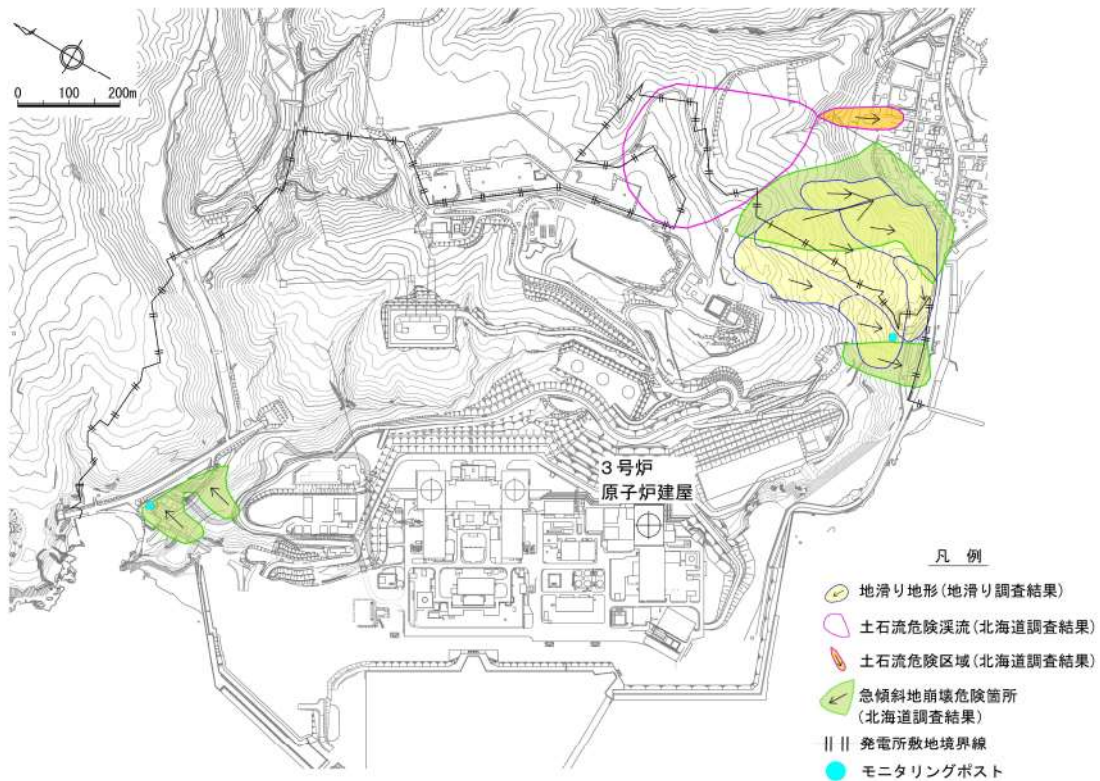 0 100 200m
3号炉
原子炉建屋
凡 例
地滑り地形(地滑り調査結果)
土石流危険渓流(北海道調査結果)
土石流危険区域(北海道調査結果)
急傾斜地崩壊危険箇所
(北海道調査結果)
発電所敷地境界線
モニタリングポスト